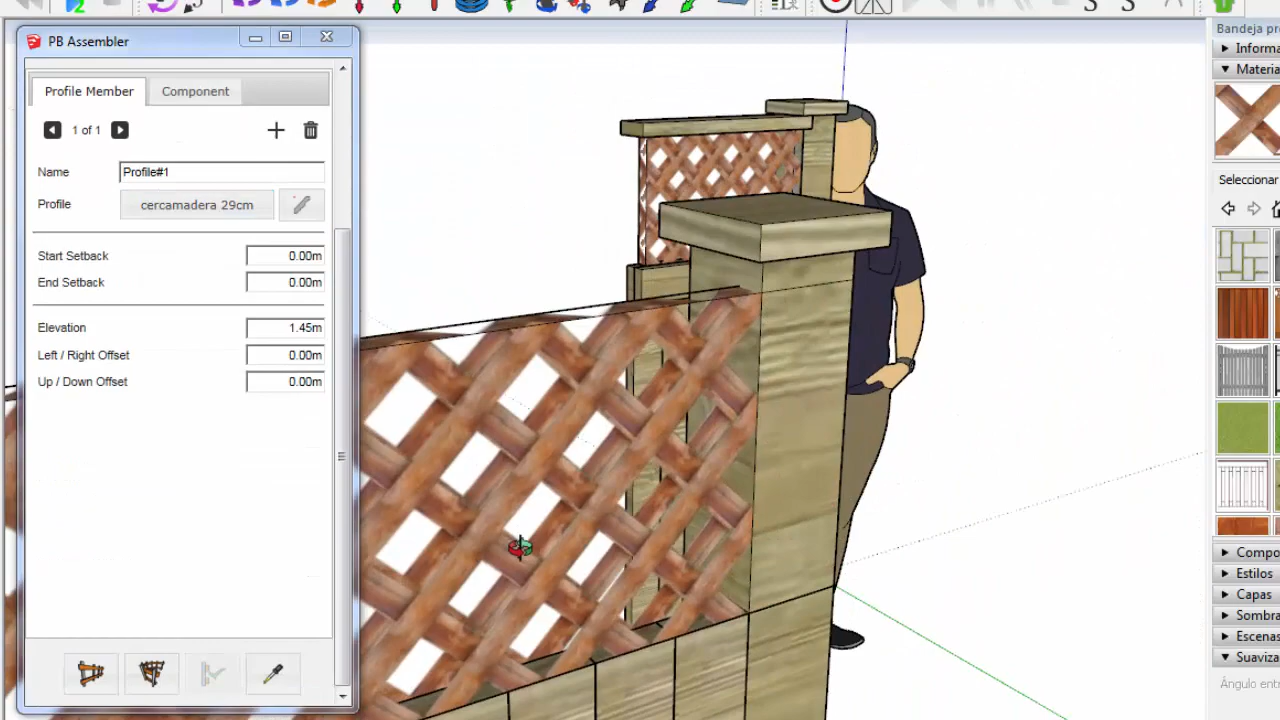 PB Assembler
Bandeja pr
Informa
Materia
Profile Member
Component
1 of 1
Name
Profile#1
Profile
cercamadera 29cm
Seleccionar
Start Setback
0.00m
End Setback
0.00m
Elevation
1.45m
Left / Right Offset
0.00m
Up / Down Offset
0.00m
Compo
Estilos
Capas
Sombra
Escenas
Suaviza
Ángulo entr